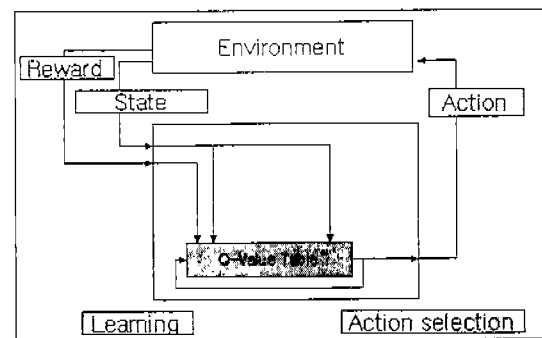 Environment
Reward
State
Action
Q-Value Table
Learning
Action selection